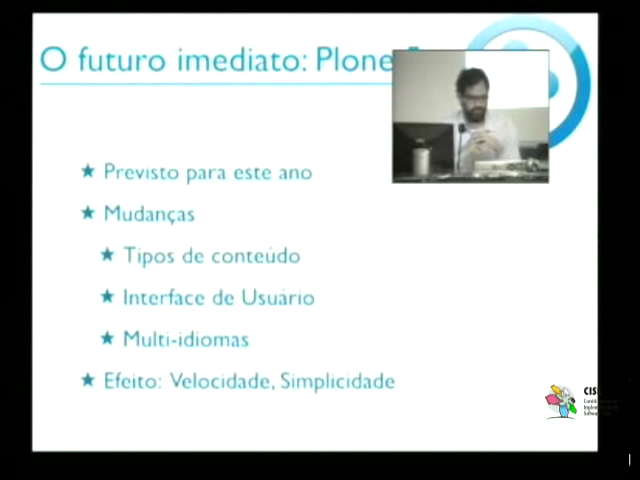 O futuro imediato: Plone
★ Previsto para este ano
★ Mudanças
★ Tipos de conteúdo
★ Interface de Usuário
★ Multi-idiomas
★ Efeito: Velocidade, Simplicidade